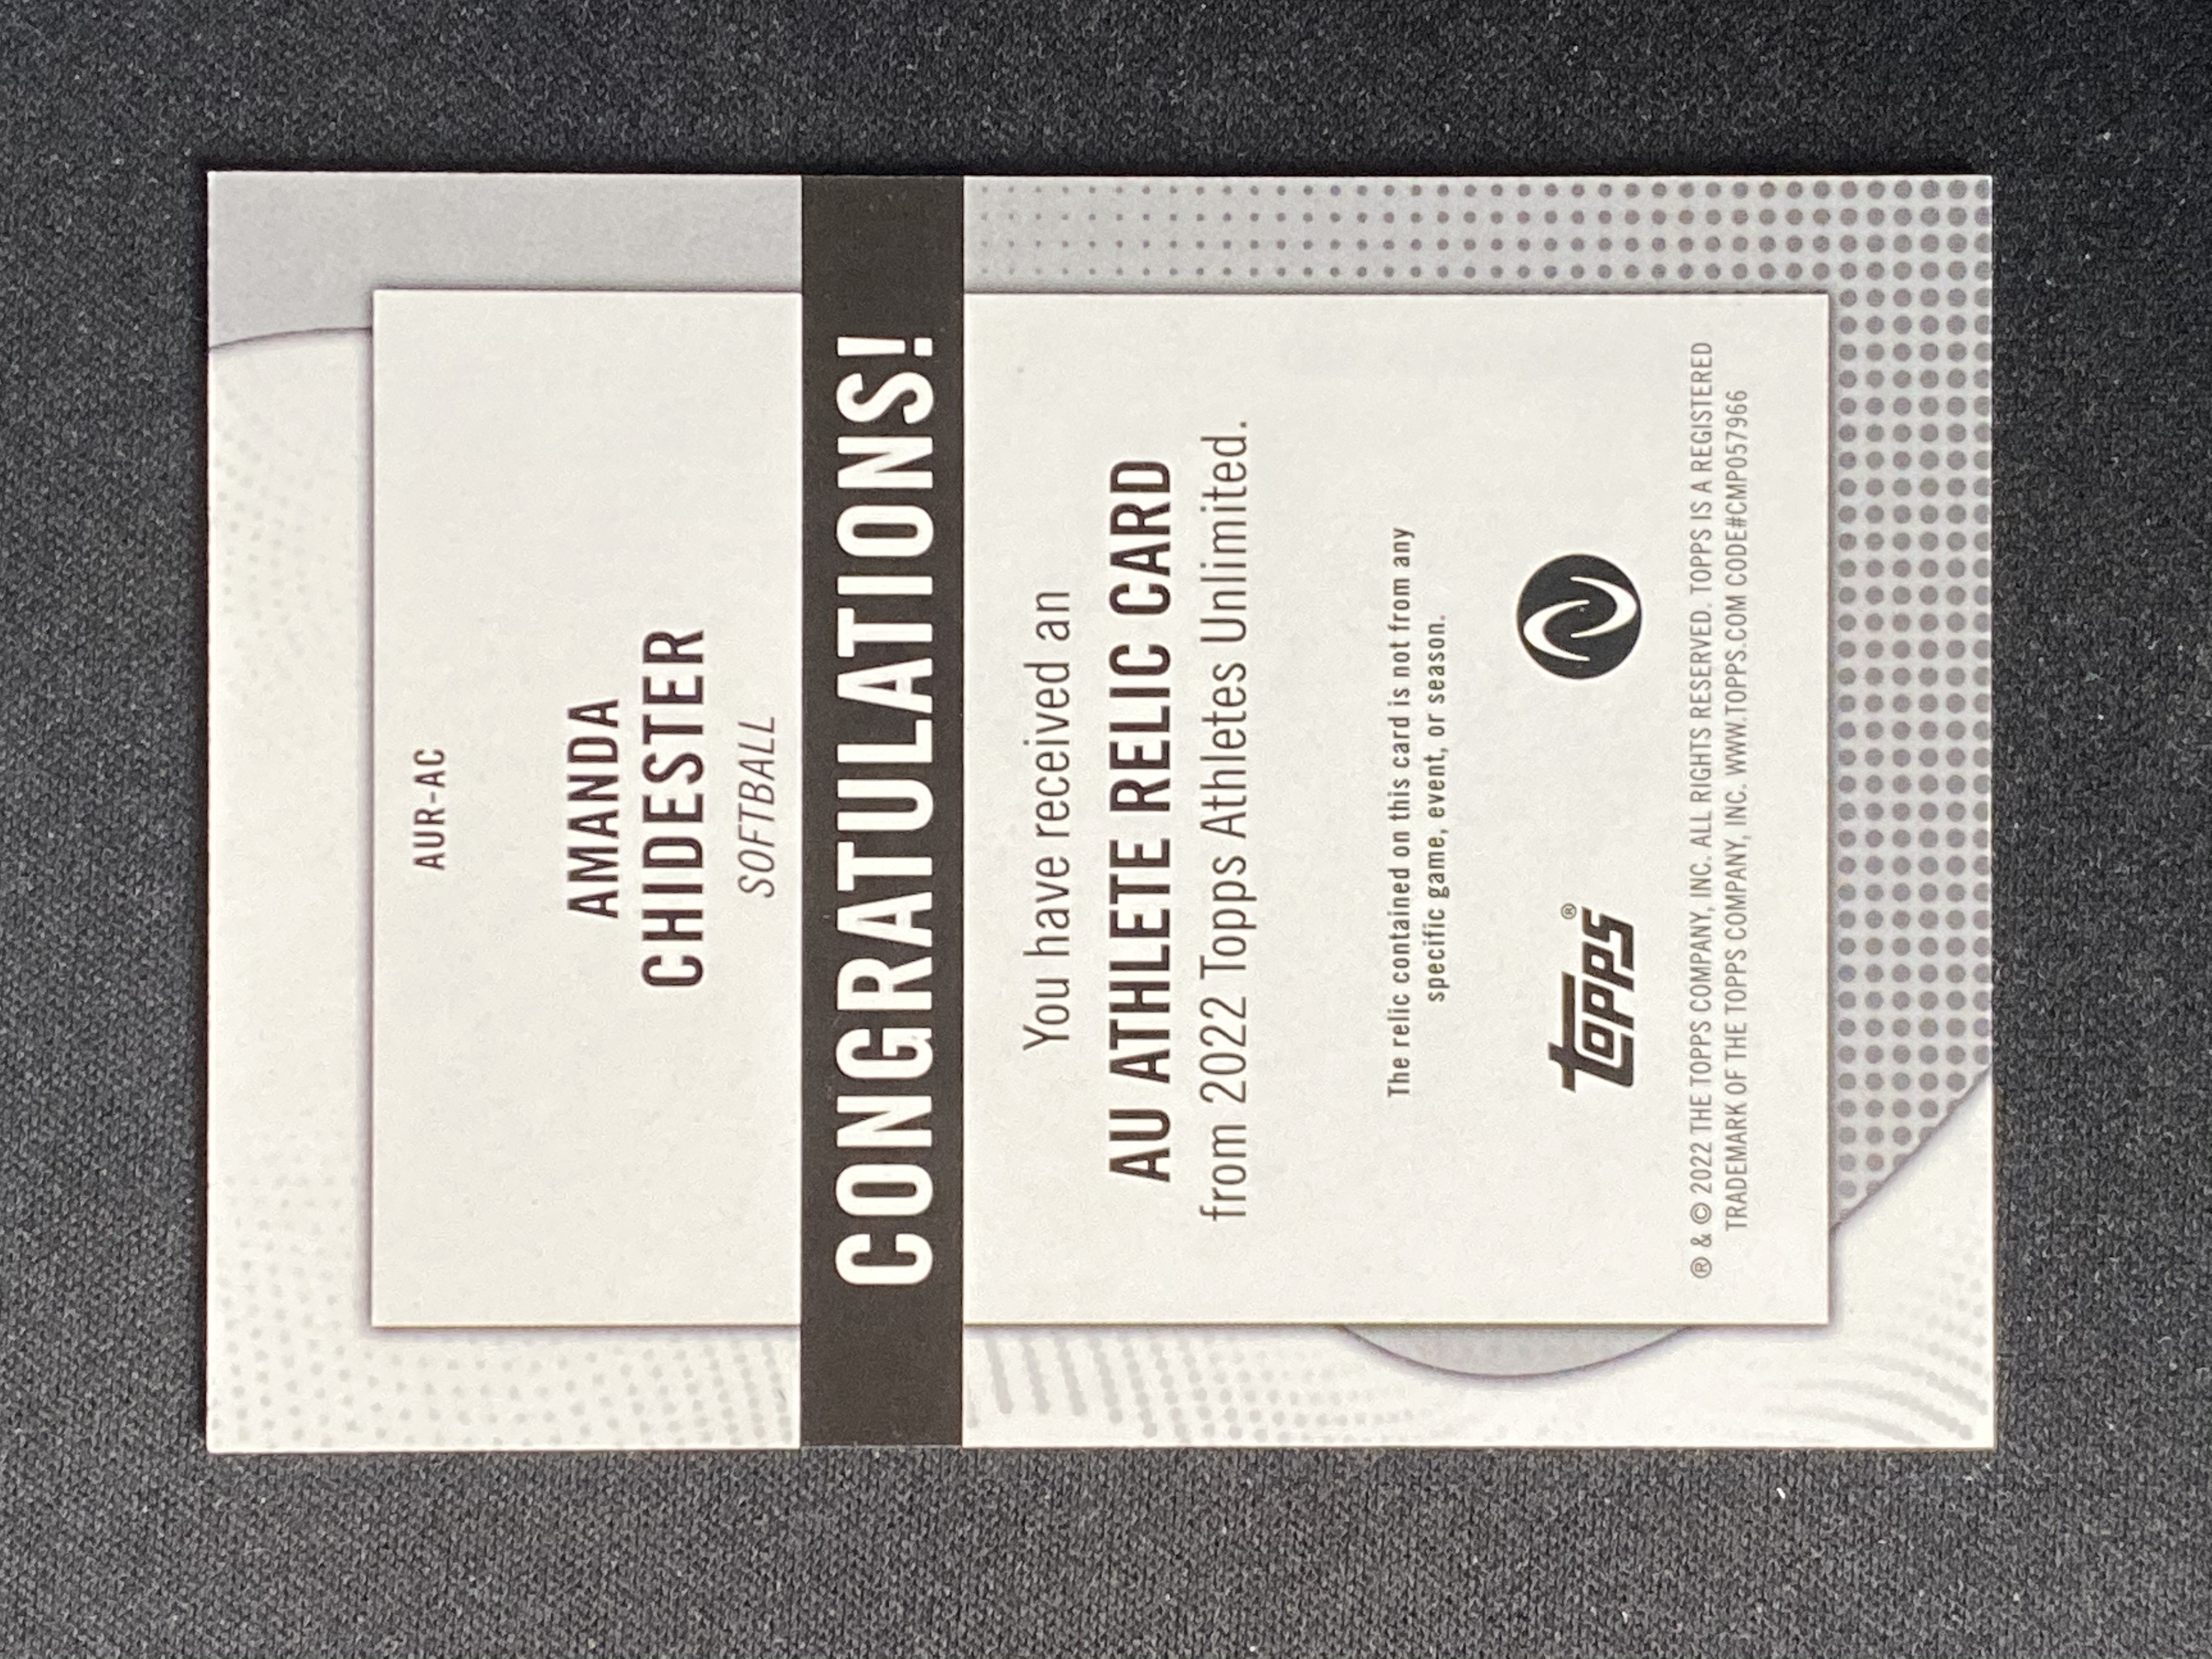 AUR-AC
AMANDA
CHIDESTER
SOFTBALL
CONGRATULATIONS!
You have received an
AU ATHLETE RELIC CARD
from 2022 Topps Athletes Unlimited.
The relic contained on this card is not from any
specific game, event, or season.
topps®
® & © 2022 THE TOPPS COMPANY, INC. ALL RIGHTS RESERVED. TOPPS IS A REGISTERED
TRADEMARK OF THE TOPPS COMPANY, INC. WWW.TOPPS.COM CODE#CMP057966